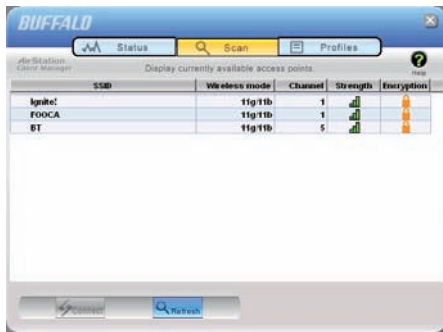 BUFFALO
Status Scan Profiles
AirStation
Client Manager
Display currently available access points.
Help
SSID Wireless mode Channel Strength Encryption
Ignite! 11g/11b 1
FOOCA 11g/11b 1
BT 11g/11b 5
Connect Refresh